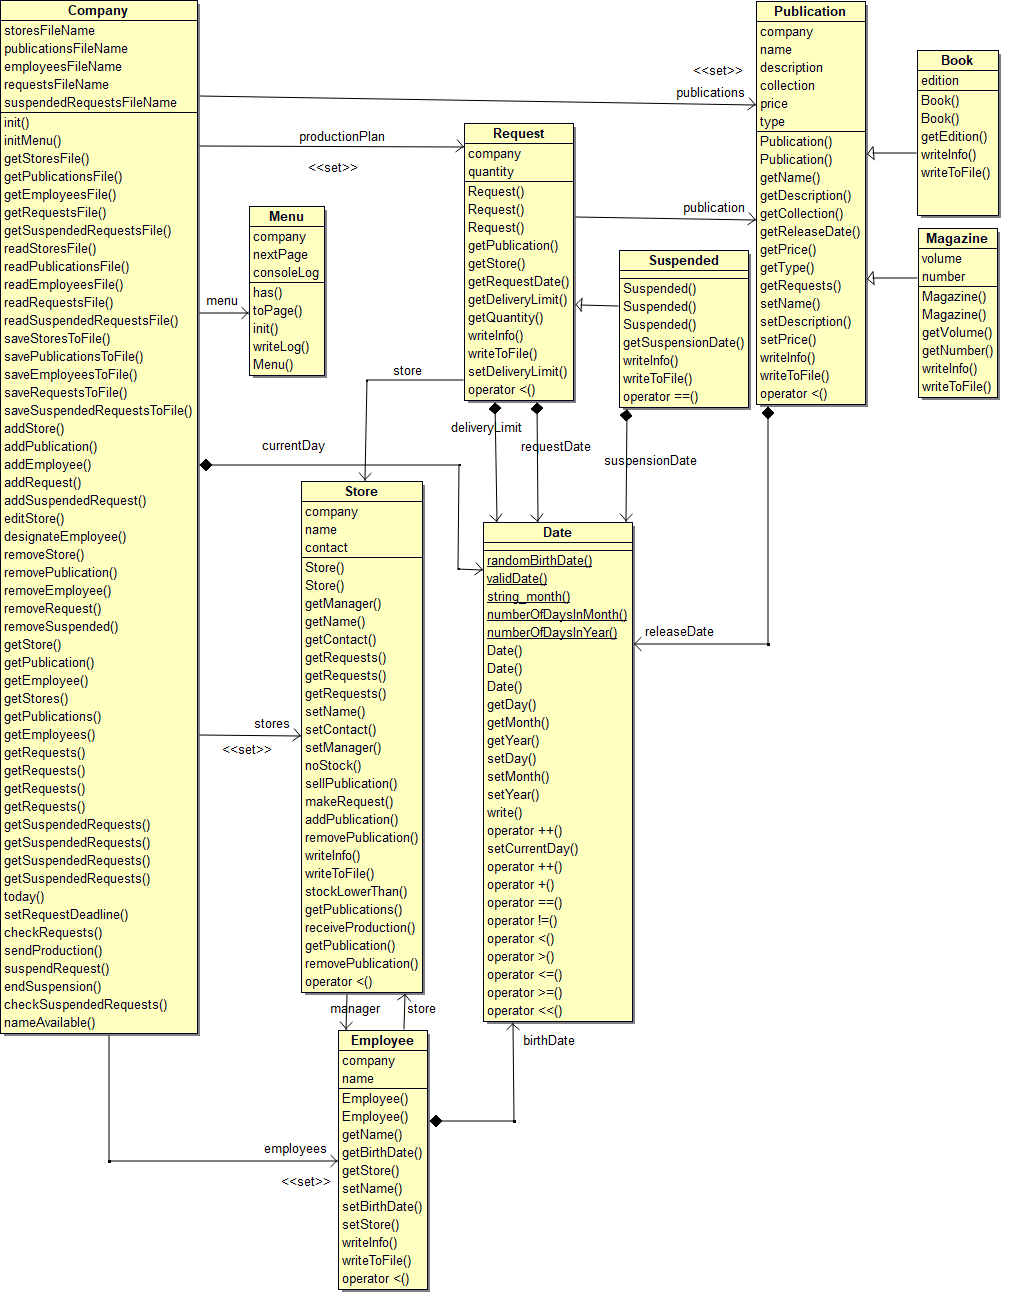 Company
storesFileName
publicationsFileName
employeesFileName
requestsFileName
suspendedRequestsFileName
init()
initMenu()
getStoresFile()
getPublicationsFile()
getEmployeesFile()
getRequestsFile()
getSuspendedRequestsFile()
readStoresFile()
readPublicationsFile()
readEmployeesFile()
readRequestsFile()
readSuspendedRequestsFile()
saveStoresToFile()
savePublicationsToFile()
saveEmployeesToFile()
saveRequestsToFile()
saveSuspendedRequestsToFile()
addStore()
addPublication()
addEmployee()
addRequest()
addSuspendedRequest()
editStore()
designateEmployee()
removeStore()
removePublication()
removeEmployee()
removeRequest()
removeSuspended()
getStore()
getPublication()
getEmployee()
getStores()
getPublications()
getEmployees()
getRequests()
getRequests()
getRequests()
getRequests()
getSuspendedRequests()
getSuspendedRequests()
getSuspendedRequests()
getSuspendedRequests()
today()
setRequestDeadline()
checkRequests()
sendProduction()
suspendRequest()
endSuspension()
checkSuspendedRequests()
nameAvailable()
<<set>>
publications
productionPlan
<<set>>
menu
currentDay
stores
<<set>>
employees
<<set>>
Menu
company
nextPage
consoleLog
has()
toPage()
init()
writeLog()
Menu()
Request
company
quantity
Request()
Request()
Request()
getPublication()
getStore()
getRequestDate()
getDeliveryLimit()
getQuantity()
writeInfo()
writeToFile()
setDeliveryLimit()
operator <()
publication
store
deliveryLimit
requestDate
suspensionDate
Suspended
Suspended()
Suspended()
Suspended()
getSuspensionDate()
writeInfo()
writeToFile()
operator ==()
Publication
company
name
description
collection
price
type
Publication()
Publication()
getName()
getDescription()
getCollection()
getReleaseDate()
getPrice()
getType()
getRequests()
setName()
setDescription()
setPrice()
writeInfo()
writeToFile()
operator <()
releaseDate
Book
edition
Book()
Book()
getEdition()
writeInfo()
writeToFile()
Magazine
volume
number
Magazine()
Magazine()
getVolume()
getNumber()
writeInfo()
writeToFile()
Store
company
name
contact
Store()
Store()
getManager()
getName()
getContact()
getRequests()
getRequests()
getRequests()
setName()
setContact()
setManager()
noStock()
sellPublication()
makeRequest()
addPublication()
removePublication()
writeInfo()
writeToFile()
stockLowerThan()
getPublications()
receiveProduction()
getPublication()
removePublication()
operator <()
manager
store
Date
randomBirthDate()
validDate()
string_month()
numberOfDaysInMonth()
numberOfDaysInYear()
Date()
Date()
Date()
getDay()
getMonth()
getYear()
setDay()
setMonth()
setYear()
write()
operator ++()
setCurrentDay()
operator ++()
operator +()
operator ==()
operator !=()
operator <()
operator >()
operator <=()
operator >=()
operator <<()
birthDate
Employee
company
name
Employee()
Employee()
getName()
getBirthDate()
getStore()
setName()
setBirthDate()
setStore()
writeInfo()
writeToFile()
operator <()